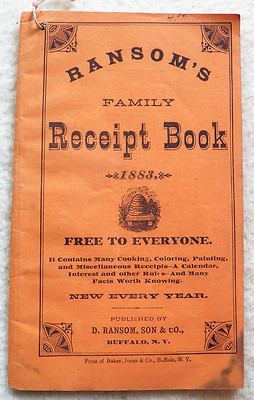 RANSOM'S
FAMILY
Receipt Book
1883.
FREE TO EVERYONE.
It Contains Many Cooking, Coloring, Painting,
and Miscellaneous Receipts—A Calendar,
Interest and other Rules—And Many
Facts Worth Knowing.
NEW EVERY YEAR.
PUBLISHED BY
D. RANSOM, SON & CO.,
BUFFALO, N. Y.
Press of Baker, Jones & Co., Buffalo, N. Y.